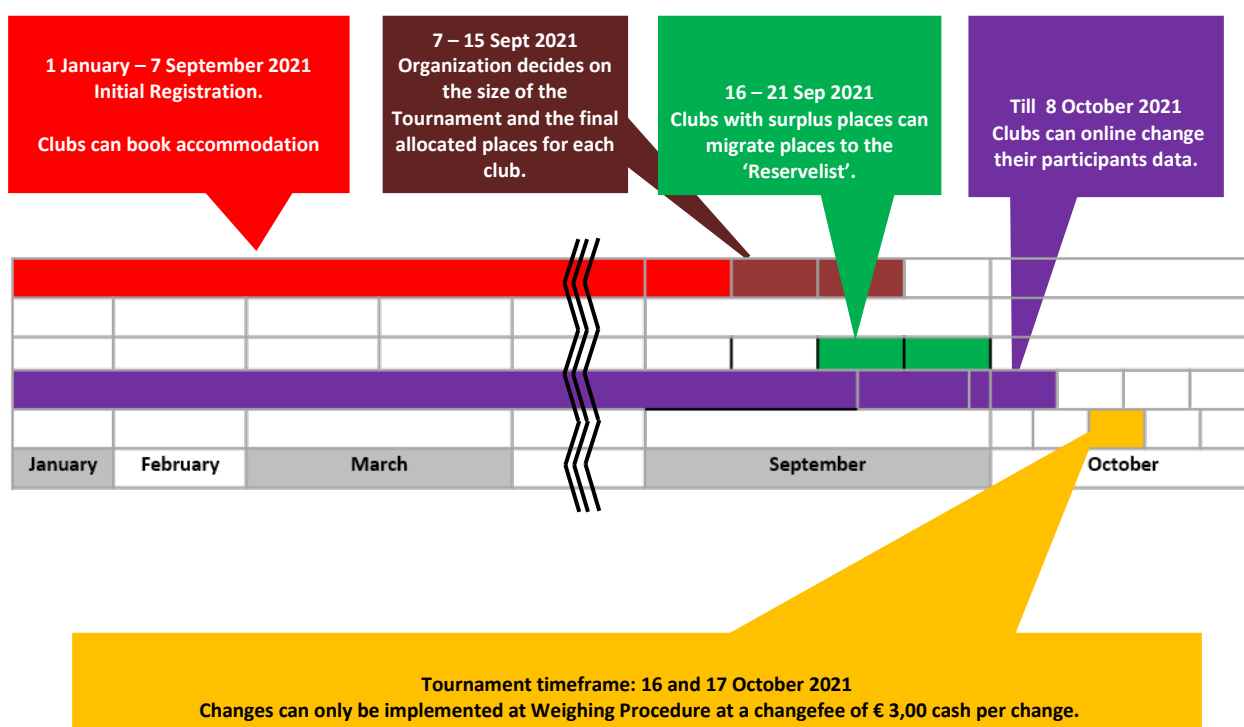 1 January – 7 September 2021
Initial Registration.
Clubs can book accommodation
7 – 15 Sept 2021
Organization decides on
the size of the
Tournament and the final
allocated places for each
club.
16 – 21 Sep 2021
Clubs with surplus places can
migrate places to the
‘Reservelist’.
Till  8 October 2021
Clubs can online change
their participants data.
January
February
March
September
October
Tournament timeframe: 16 and 17 October 2021
Changes can only be implemented at Weighing Procedure at a changefee of € 3,00 cash per change.